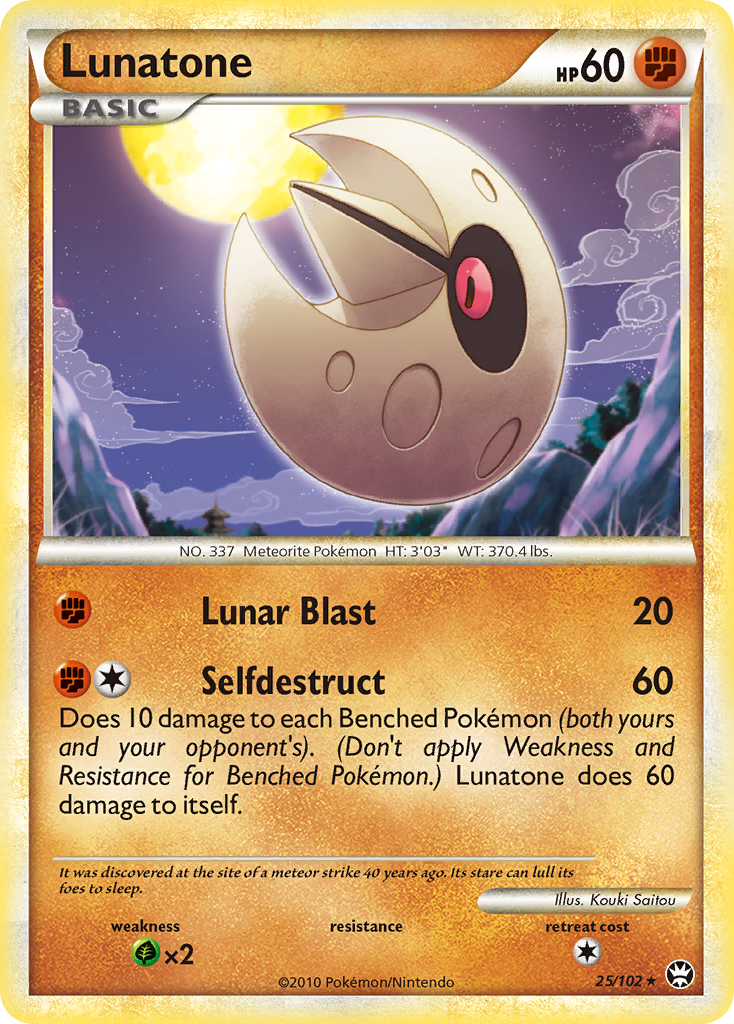 Lunatone
HP60
BASIC
NO. 337 Meteorite Pokémon HT: 3'03" WT: 370.4 lbs.
Lunar Blast 20
Selfdestruct 60
Does 10 damage to each Benched Pokémon (both yours
and your opponent's). (Don't apply Weakness and
Resistance for Benched Pokémon.) Lunatone does 60
damage to itself.
It was discovered at the site of a meteor strike 40 years ago. Its stare can lull its
foes to sleep.
Illus. Kouki Saitou
weakness resistance retreat cost
×2
©2010 Pokémon/Nintendo
25/102 ★